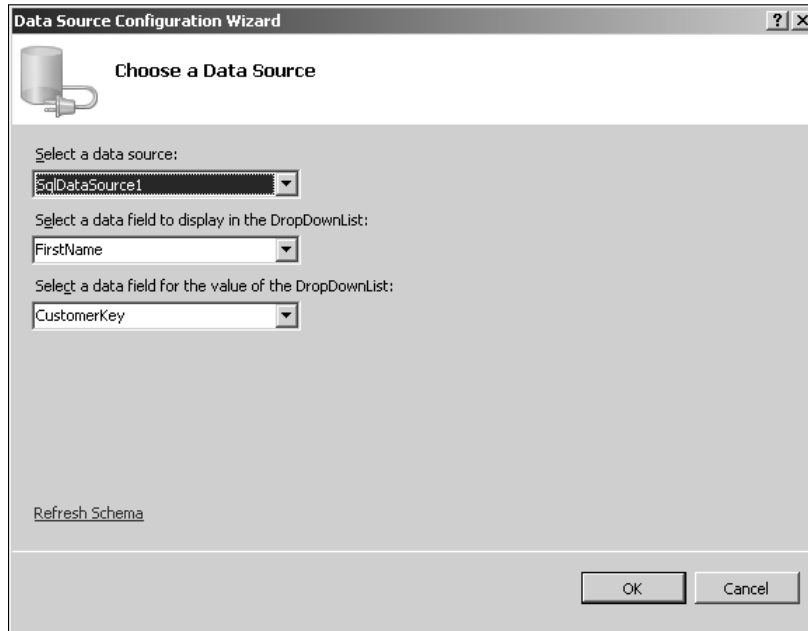 Data Source Configuration Wizard
Choose a Data Source
Select a data source:
SqlDataSource1
Select a data field to display in the DropDownList:
FirstName
Select a data field for the value of the DropDownList:
CustomerKey
Refresh Schema
OK Cancel